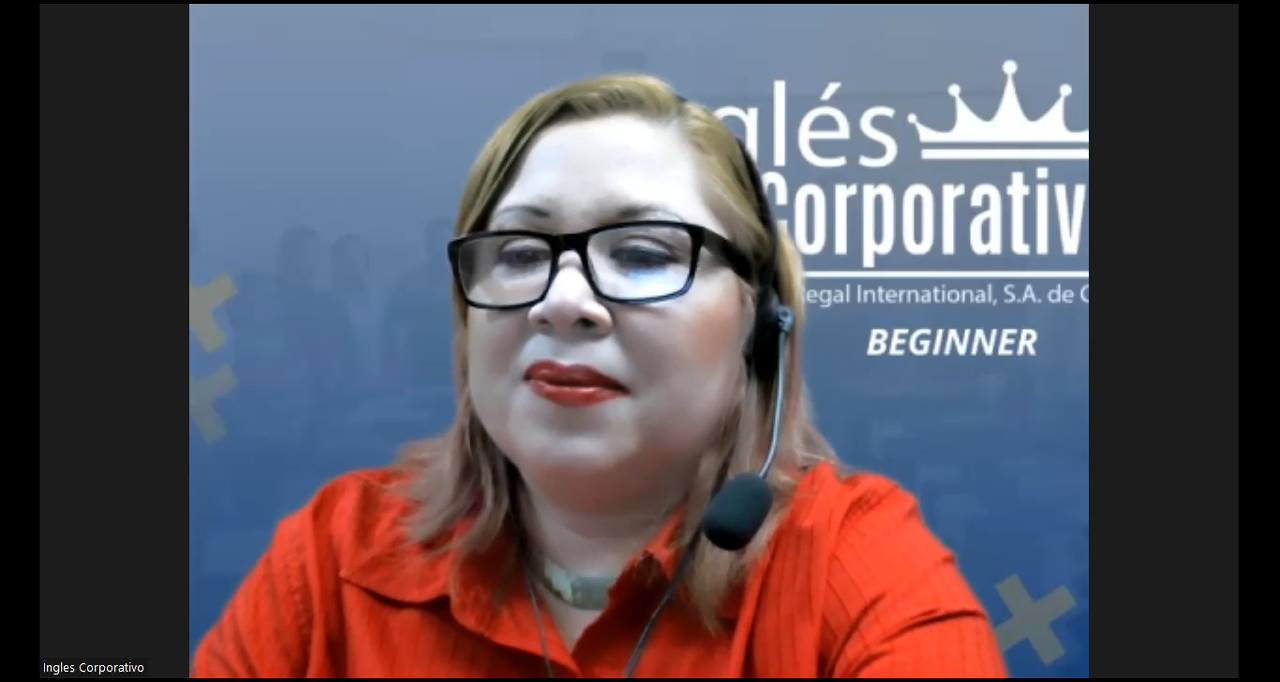 glés
Corporativ
egal International, S.A. de C
BEGINNER
Ingles Corporativo